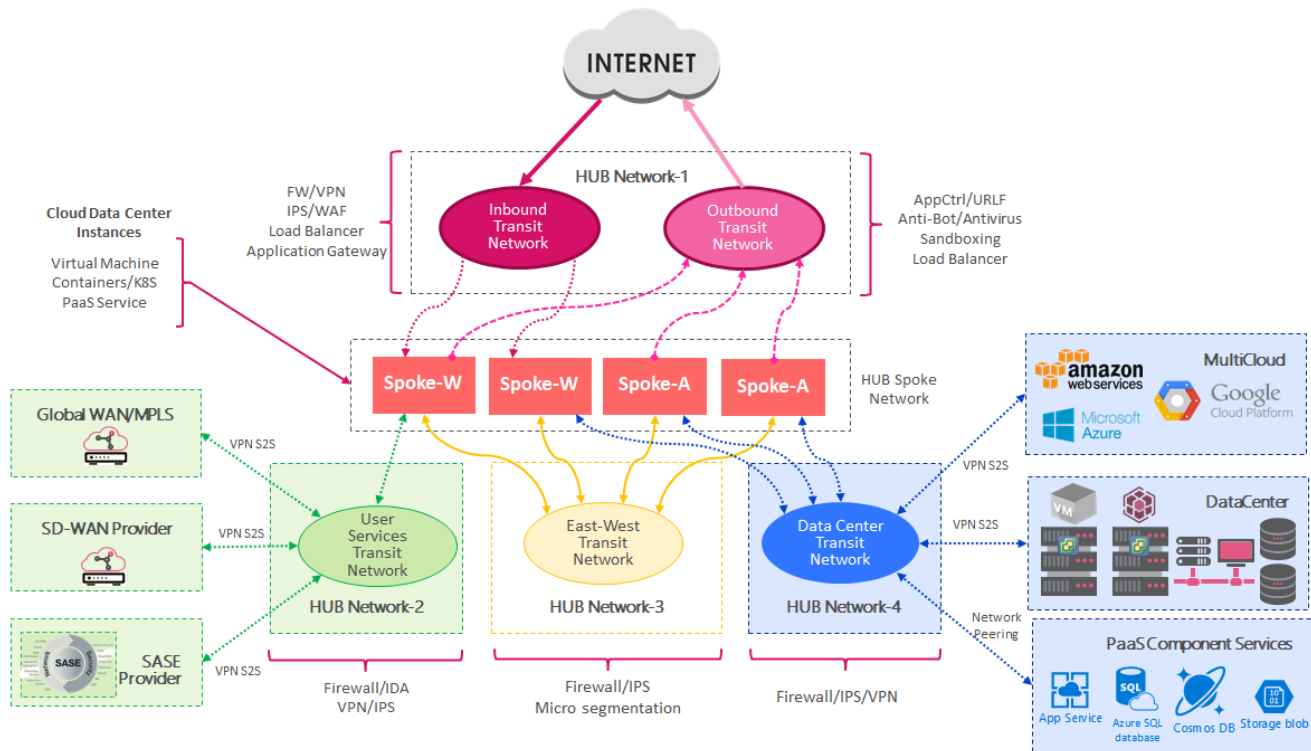 INTERNET
HUB Network-1
FW/VPN
IPS/WAF
Load Balancer
Application Gateway
Inbound
Transit
Network
Outbound
Transit
Network
AppCtrl/URLF
Anti-Bot/Antivirus
Sandboxing
Load Balancer
Cloud Data Center
Instances
Virtual Machine
Containers/K8S
PaaS Service
Spoke-W
Spoke-W
Spoke-A
Spoke-A
HUB Spoke
Network
Global WAN/MPLS
VPN S2S
SD-WAN Provider
VPN S2S
SASE
Network
Security
SASE
Provider
VPN S2S
User
Services
Transit
Network
HUB Network-2
Firewall/IDA
VPN/IPS
East-West
Transit
Network
HUB Network-3
Firewall/IPS
Micro segmentation
Data Center
Transit
Network
HUB Network-4
Firewall/IPS/VPN
VPN S2S
MultiCloud
amazon
web services
Google
Cloud Platform
Microsoft
Azure
VPN S2S
DataCenter
VM
Network
Peering
PaaS Component Services
App Service
SQL
Azure SQL
database
Cosmos DB
10
01
Storage blob